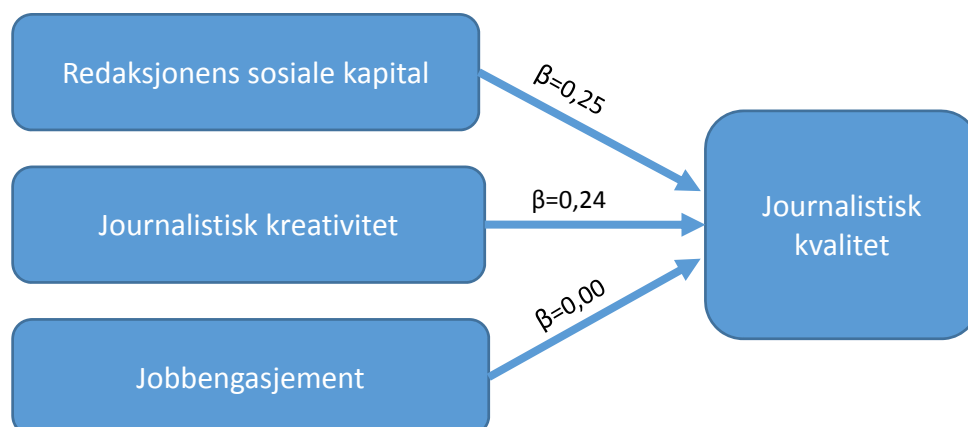 Redaksjonens sosiale kapital
β=0,25
Journalistisk kreativitet
β=0,24
Journalistisk
kvalitet
β=0,00
Jobbengasjement